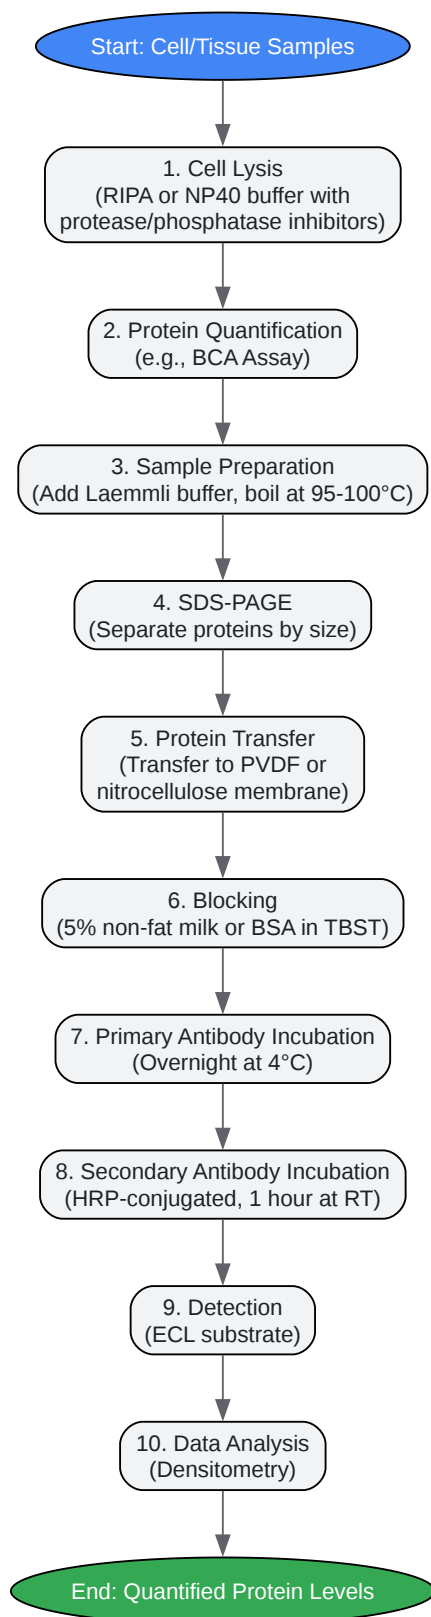 Start: Cell/Tissue Samples
1. Cell Lysis
(RIPA or NP40 buffer with
protease/phosphatase inhibitors)
2. Protein Quantification
(e.g., BCA Assay)
3. Sample Preparation
(Add Laemmli buffer, boil at 95-100°C)
4. SDS-PAGE
(Separate proteins by size)
5. Protein Transfer
(Transfer to PVDF or
nitrocellulose membrane)
6. Blocking
(5% non-fat milk or BSA in TBST)
7. Primary Antibody Incubation
(Overnight at 4°C)
8. Secondary Antibody Incubation
(HRP-conjugated, 1 hour at RT)
9. Detection
(ECL substrate)
10. Data Analysis
(Densitometry)
End: Quantified Protein Levels